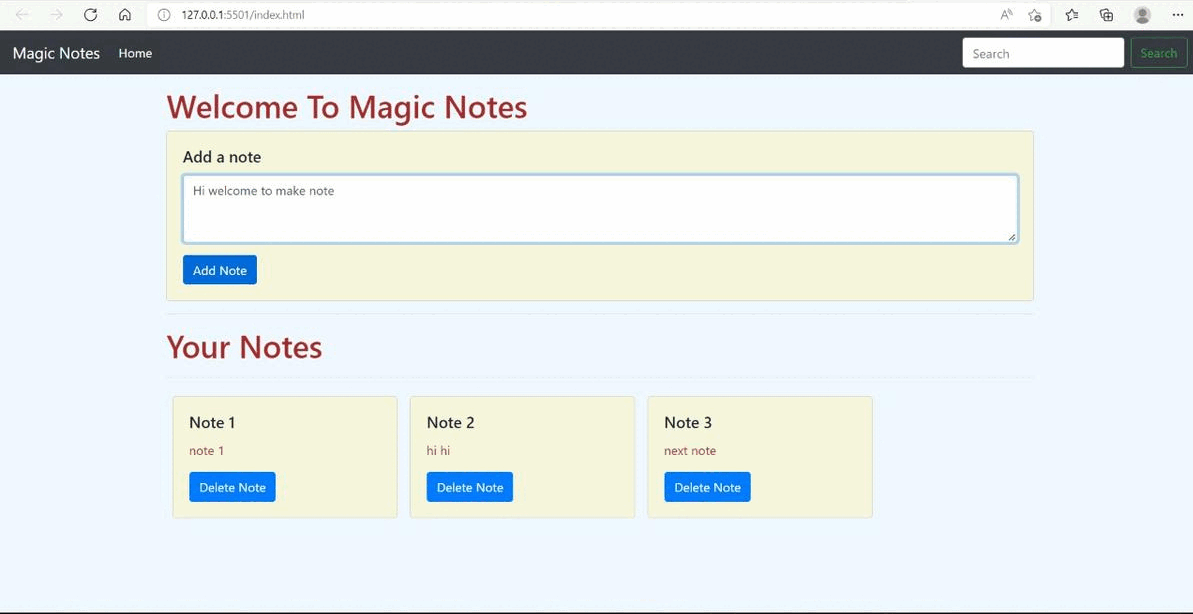 127.0.0.1:5501/index.html
Magic Notes Home Search Search
Welcome To Magic Notes
Add a note
Hi welcome to make note
Add Note
Your Notes
Note 1
note 1
Delete Note
Note 2
hi hi
Delete Note
Note 3
next note
Delete Note